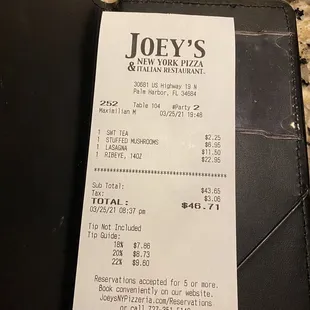 JOEY'S
NEW YORK PIZZA
& ITALIAN RESTAURANT
30681 US Highway 19 N
Palm Harbor, FL 34684
252 Table 104 #Party 2
Maximilian M 03/25/21 19:48
1 SWT TEA $2.25
1 STUFFED MUSHROOMS $6.95
1 LASAGNA $11.50
1 RIBEYE, 14OZ $22.95
Sub Total: $43.65
Tax: $3.06
TOTAL: $46.71
03/25/21 08:37 pm
Tip Not Included
Tip Guide:
18% $7.86
20% $8.73
22% $9.60
Reservations accepted for 5 or more.
Book conveniently on our website.
JoeysNYPizzeria.com/Reservations
or call